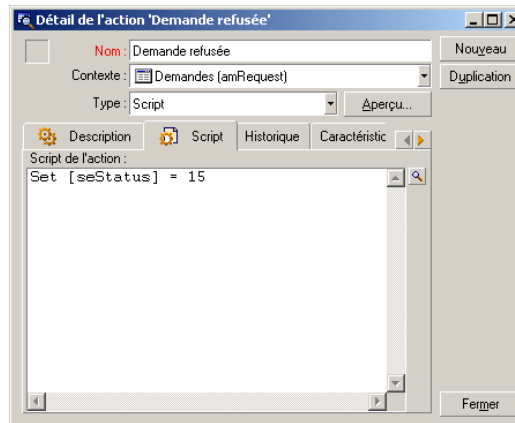 Détail de l'action 'Demande refusée'
Nom : Demande refusée
Nouveau
Contexte : Demandes (amRequest)
Duplication
Type : Script
Aperçu...
Description Script Historique Caractéristic
Script de l'action :
Set [seStatus] = 15
Fermer